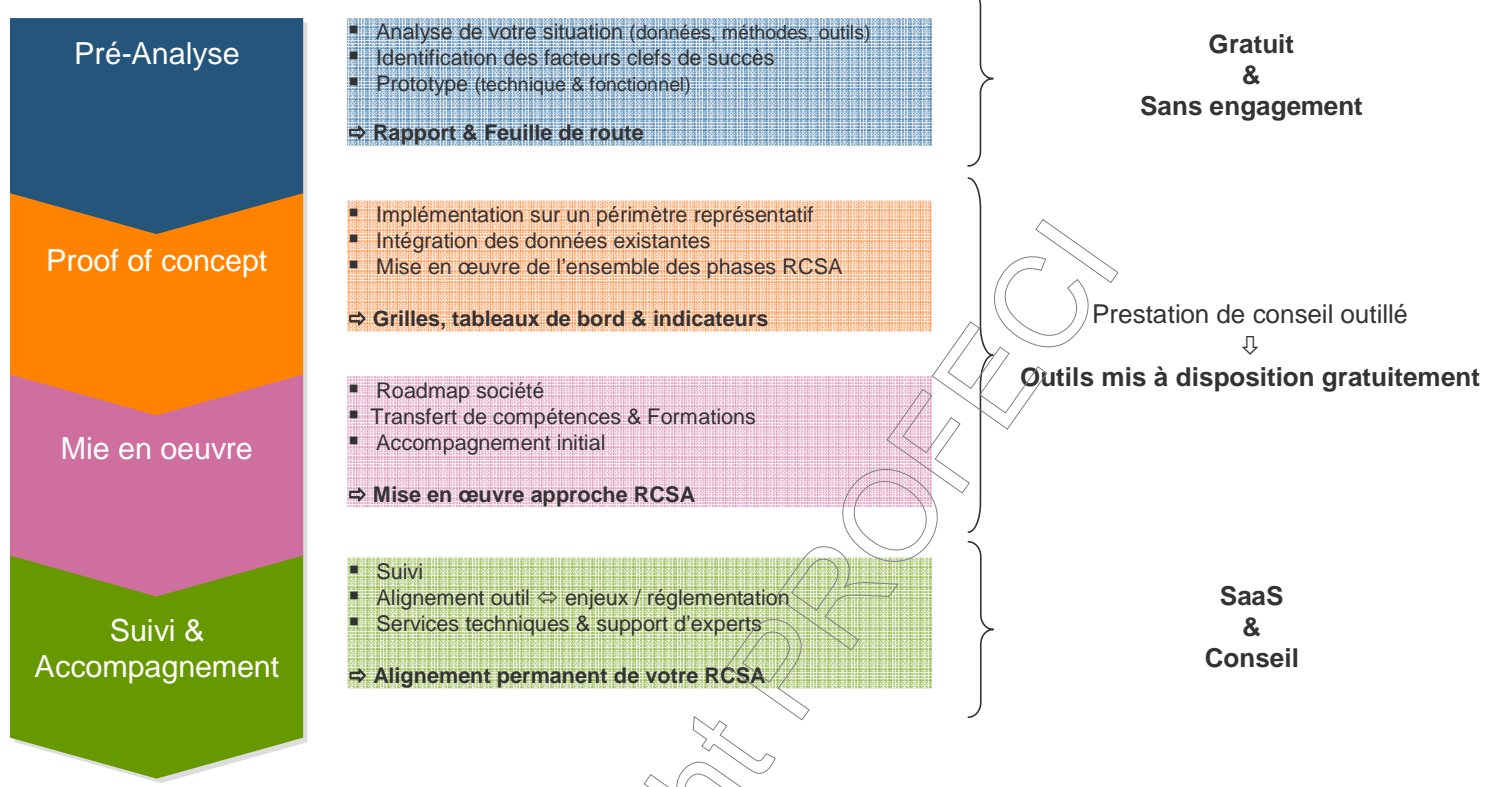 Pré-Analyse
▪ Analyse de votre situation (données, méthodes, outils)
▪ Identification des facteurs clefs de succès
▪ Prototype (technique & fonctionnel)
⇨ Rapport & Feuille de route
Gratuit
&
Sans engagement
Proof of concept
▪ Implémentation sur un périmètre représentatif
▪ Intégration des données existantes
▪ Mise en œuvre de l’ensemble des phases RCSA
⇨ Grilles, tableaux de bord & indicateurs
Mie en oeuvre
▪ Roadmap société
▪ Transfert de compétences & Formations
▪ Accompagnement initial
⇨ Mise en œuvre approche RCSA
Prestation de conseil outillé
⇩
Outils mis à disposition gratuitement
Suivi &
Accompagnement
▪ Suivi
▪ Alignement outil ⇔ enjeux / réglementation
▪ Services techniques & support d’experts
⇨ Alignement permanent de votre RCSA
SaaS
&
Conseil
ht PROFECI